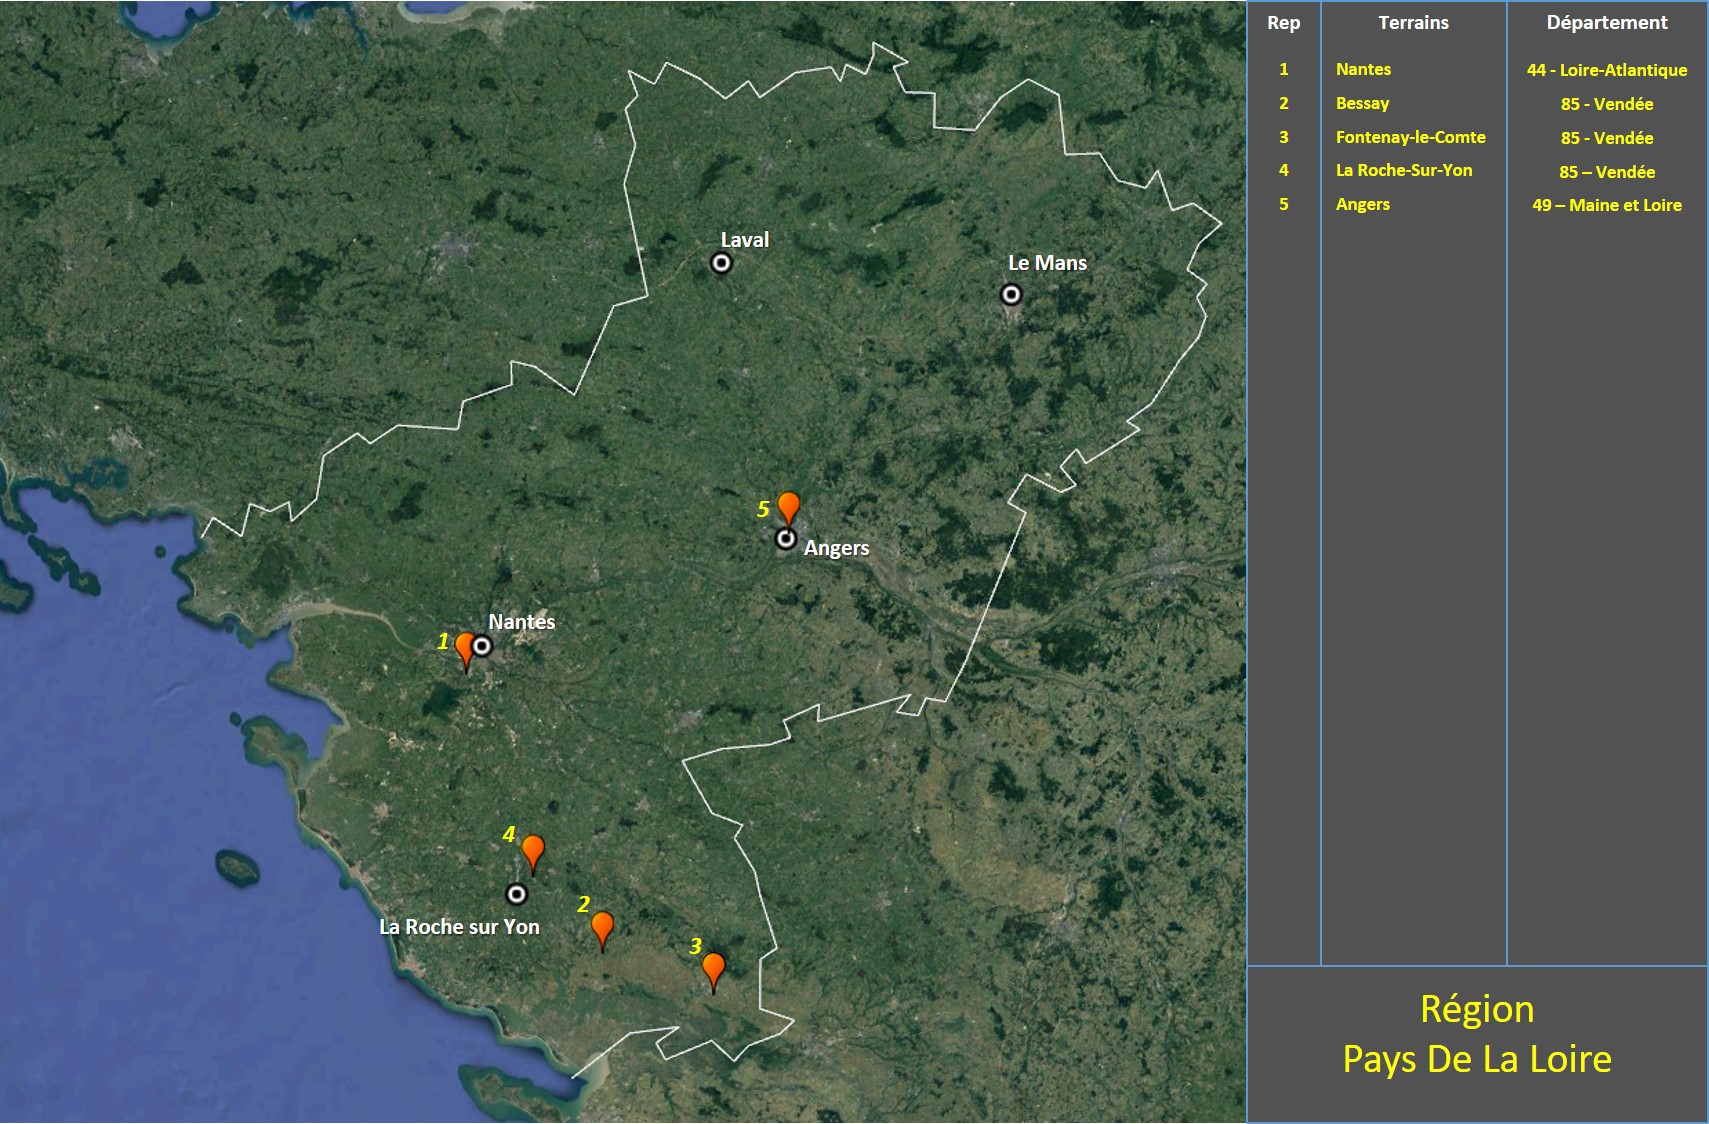 Rep Terrains Département
1 Nantes 44 - Loire-Atlantique
2 Bessay 85 - Vendée
3 Fontenay-le-Comte 85 - Vendée
4 La Roche-Sur-Yon 85 – Vendée
5 Angers 49 – Maine et Loire
Laval
Le Mans
5
Angers
Nantes
1
4
2
La Roche sur Yon
3
Région
Pays De La Loire